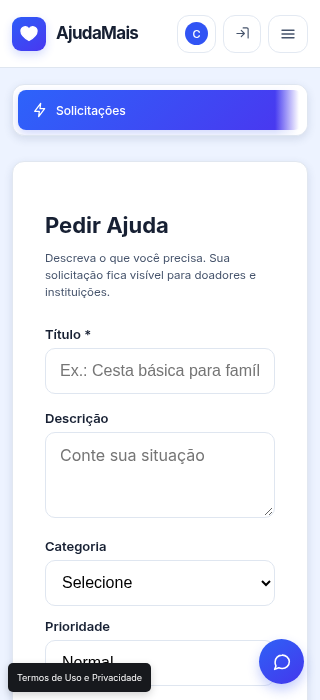 AjudaMais
C
Solicitações
Pedir Ajuda
Descreva o que você precisa. Sua
solicitação fica visível para doadores e
instituições.
Título *
Ex.: Cesta básica para famíl
Descrição
Conte sua situação
Categoria
Selecione
Prioridade
Normal
Termos de Uso e Privacidade